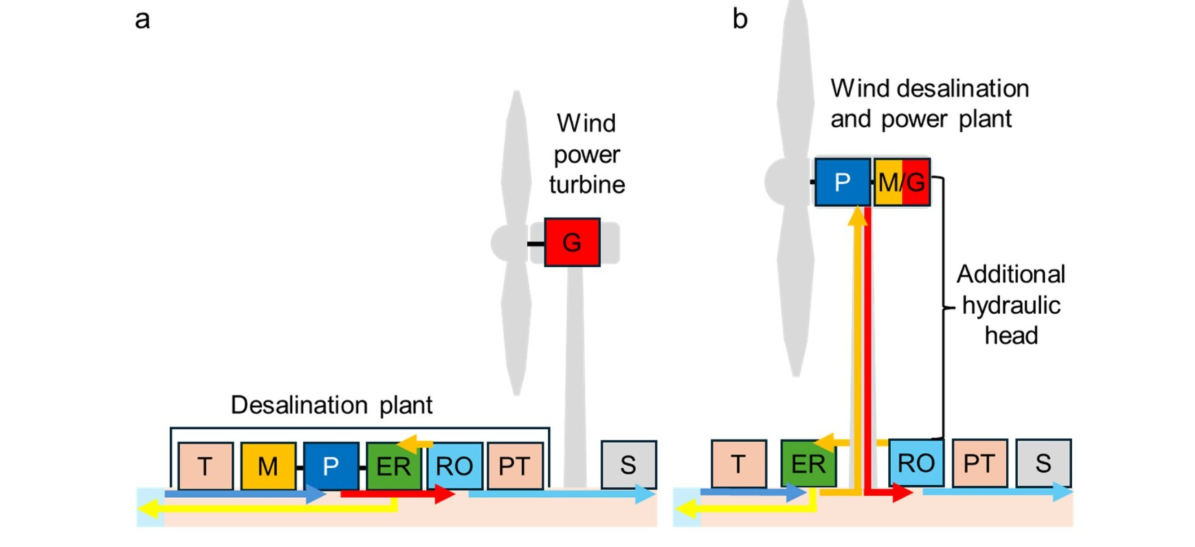 a
Wind
power
turbine
G
Desalination plant
T M P ER RO PT S
b
Wind desalination
and power plant
P M/G
Additional
hydraulic
head
T ER RO PT S